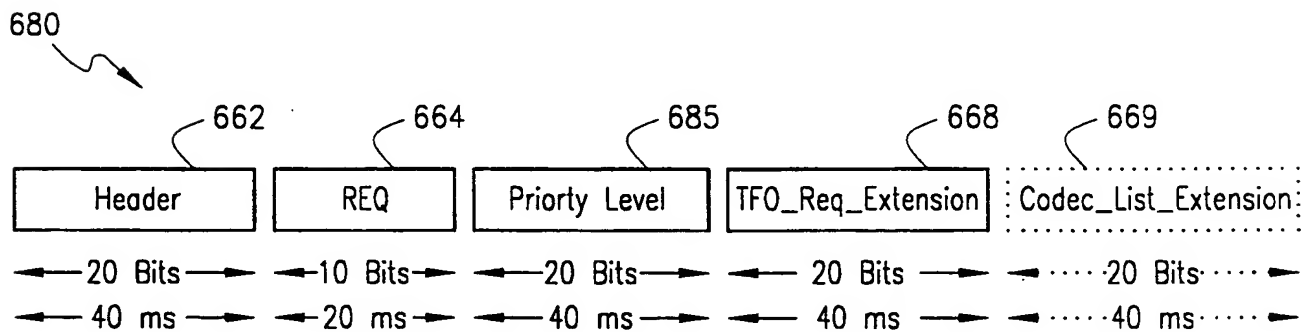 680
662 664 685 668 669
Header REQ Priorty Level TFO_Req_Extension Codec_List_Extension
20 Bits 10 Bits 20 Bits 20 Bits 20 Bits
40 ms 20 ms 40 ms 40 ms 40 ms